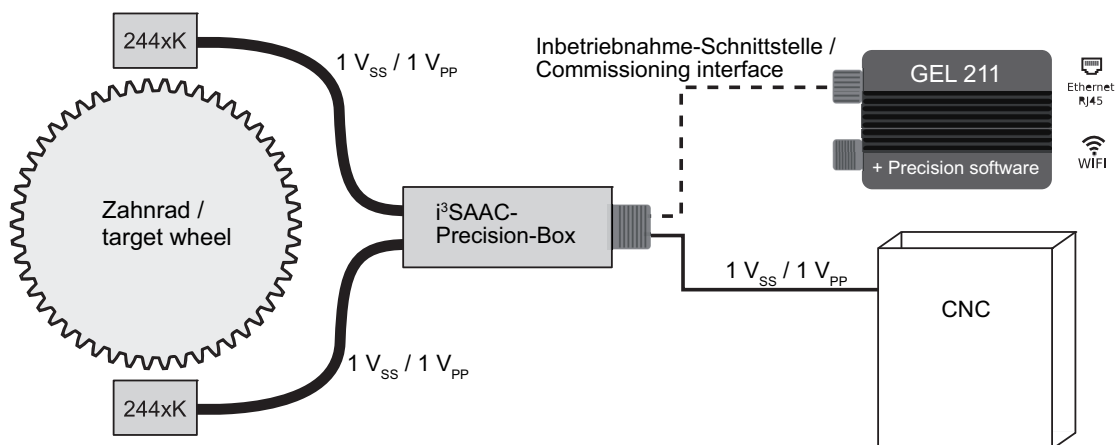 244xK
1 VSS / 1 VPP
Inbetriebnahme-Schnittstelle /
Commissioning interface
GEL 211
+ Precision software
Ethernet
RJ45
WIFI
Zahnrad /
target wheel
i³SAAC-
Precision-Box
1 VSS / 1 VPP
CNC
1 VSS / 1 VPP
244xK